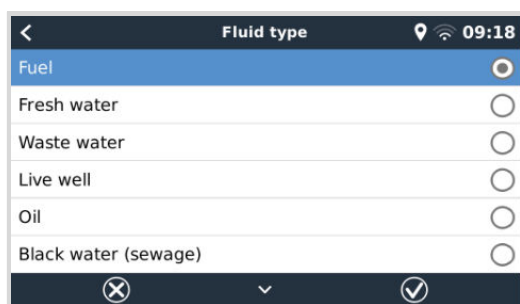 Fluid type 09:18
Fuel
Fresh water
Waste water
Live well
Oil
Black water (sewage)